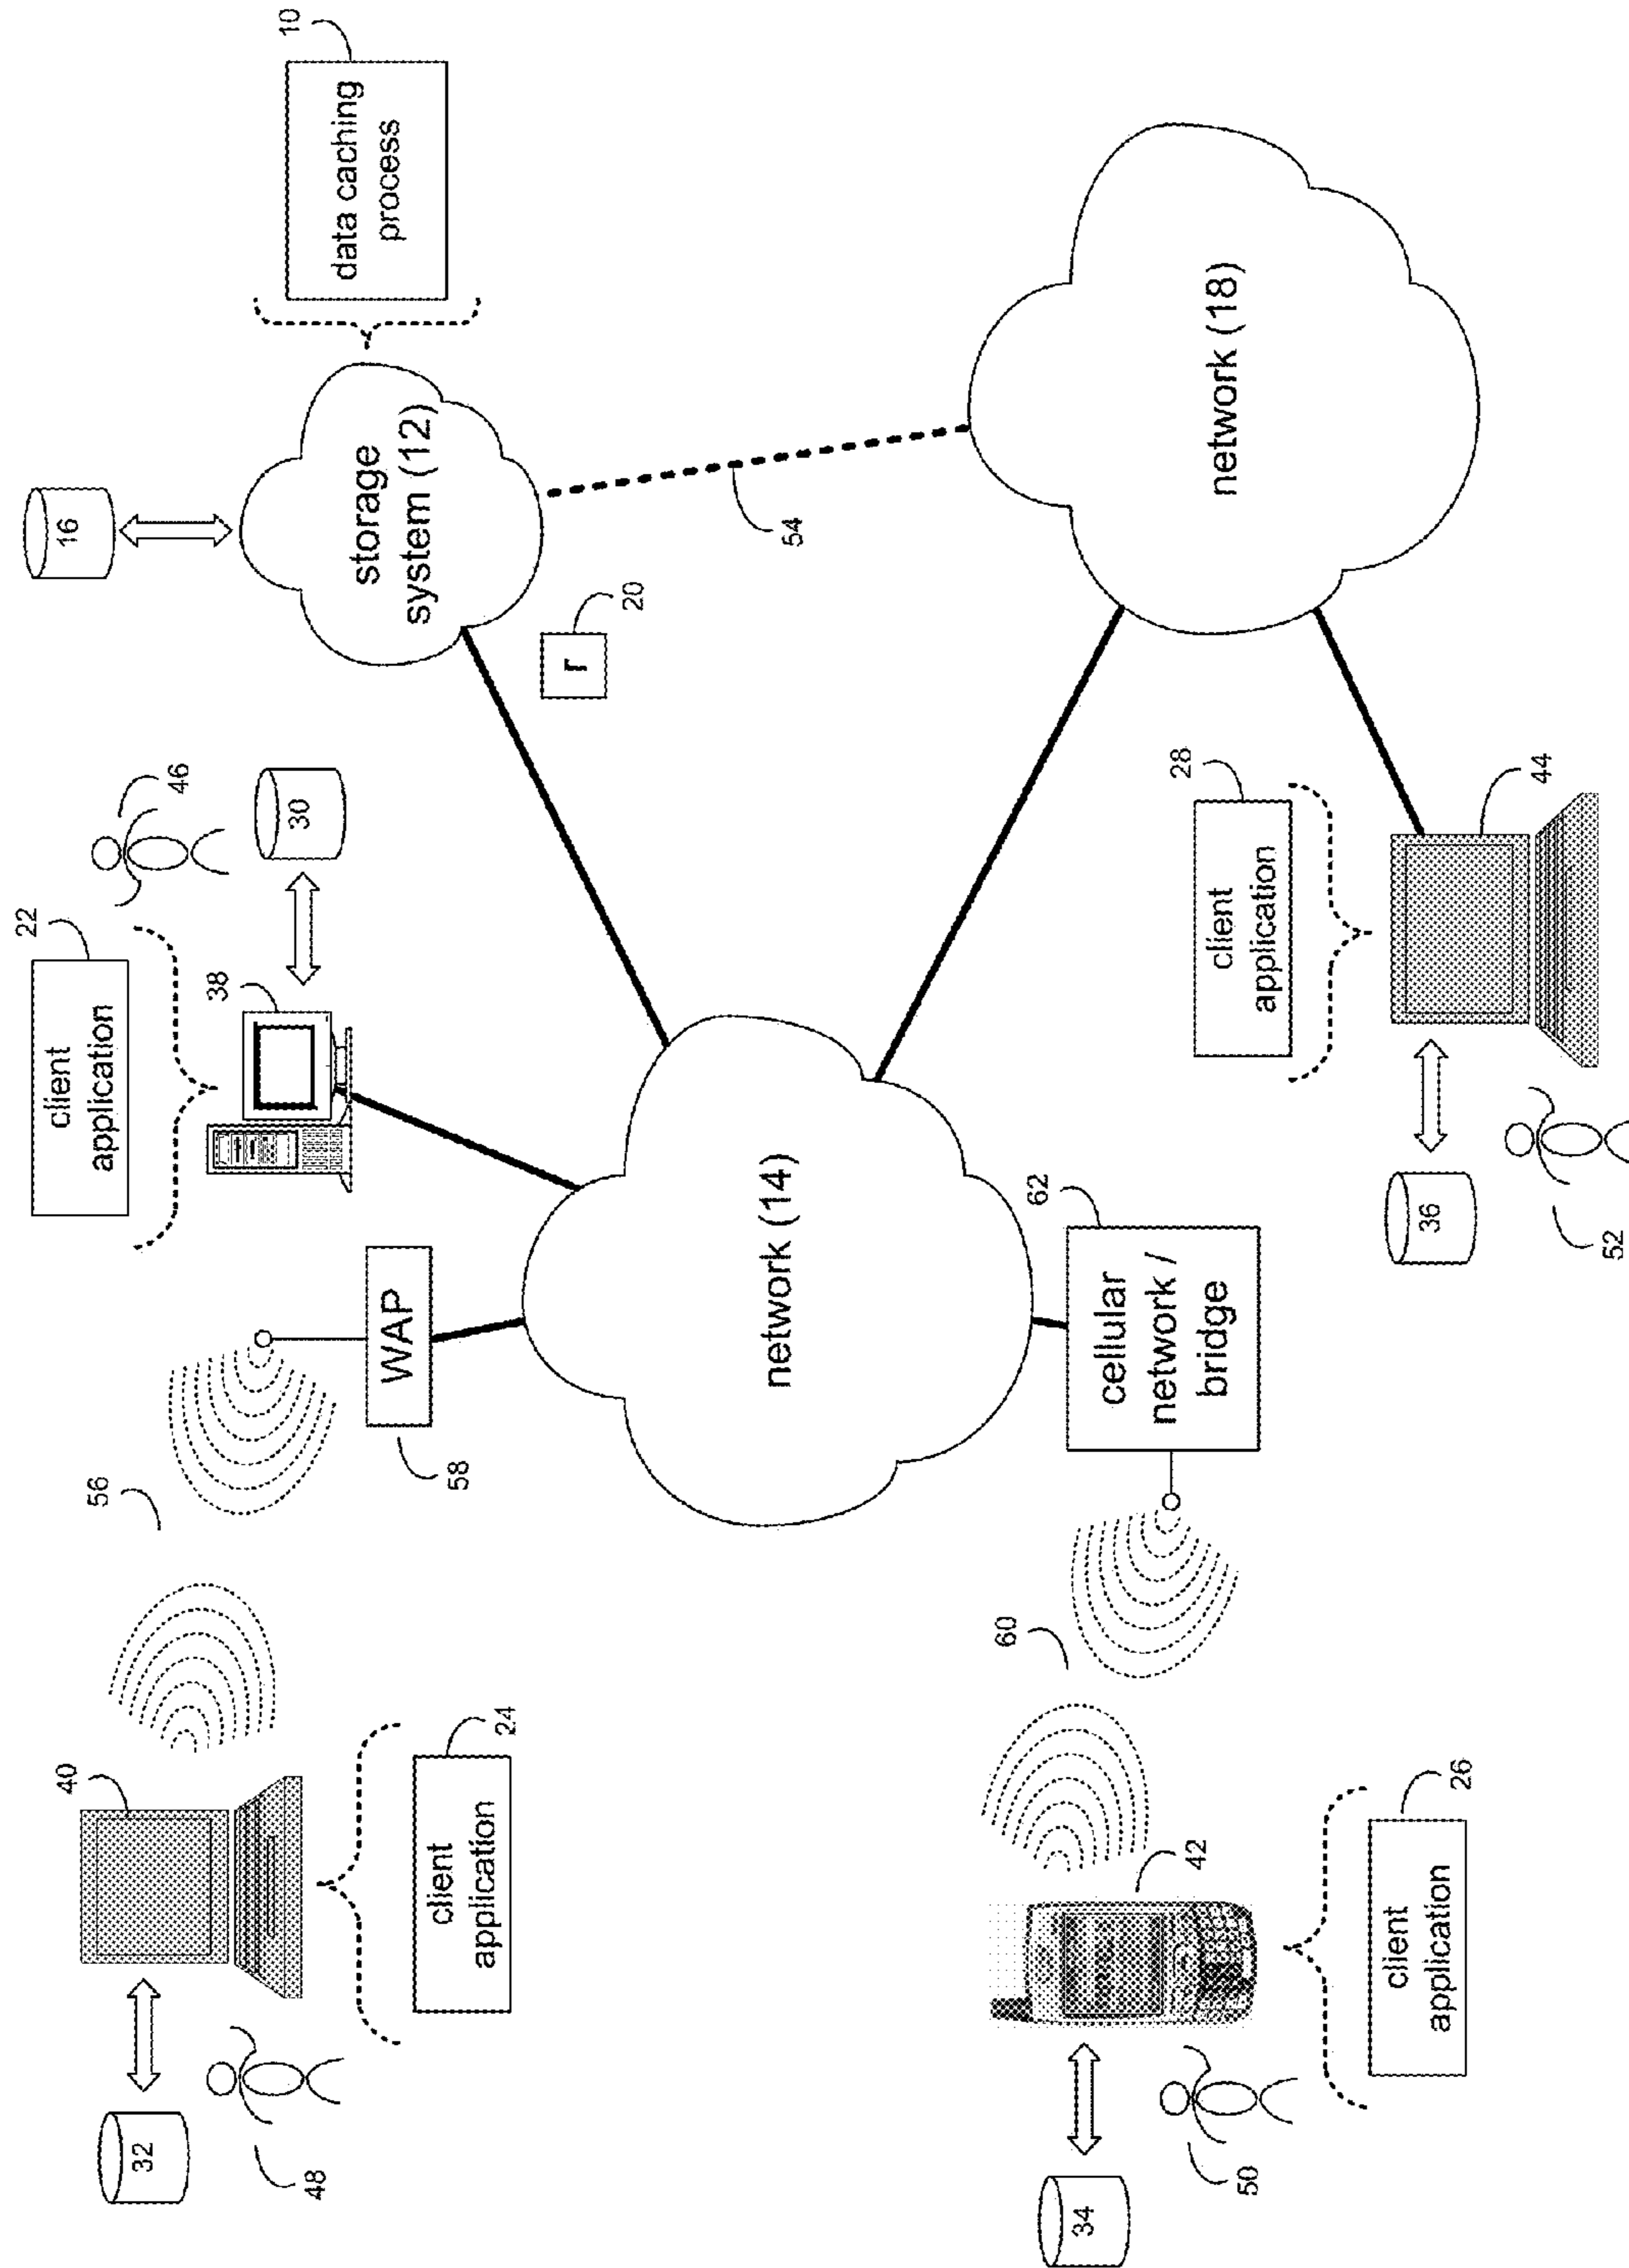 32
48
40
client
application
24
56
WAP
58
client
application
22
38
46
30
16
storage
system (12)
data caching
process
10
r
20
54
network (14)
network (18)
34
50
42
client
application
26
60
cellular
network /
bridge
62
client
application
28
36
52
44